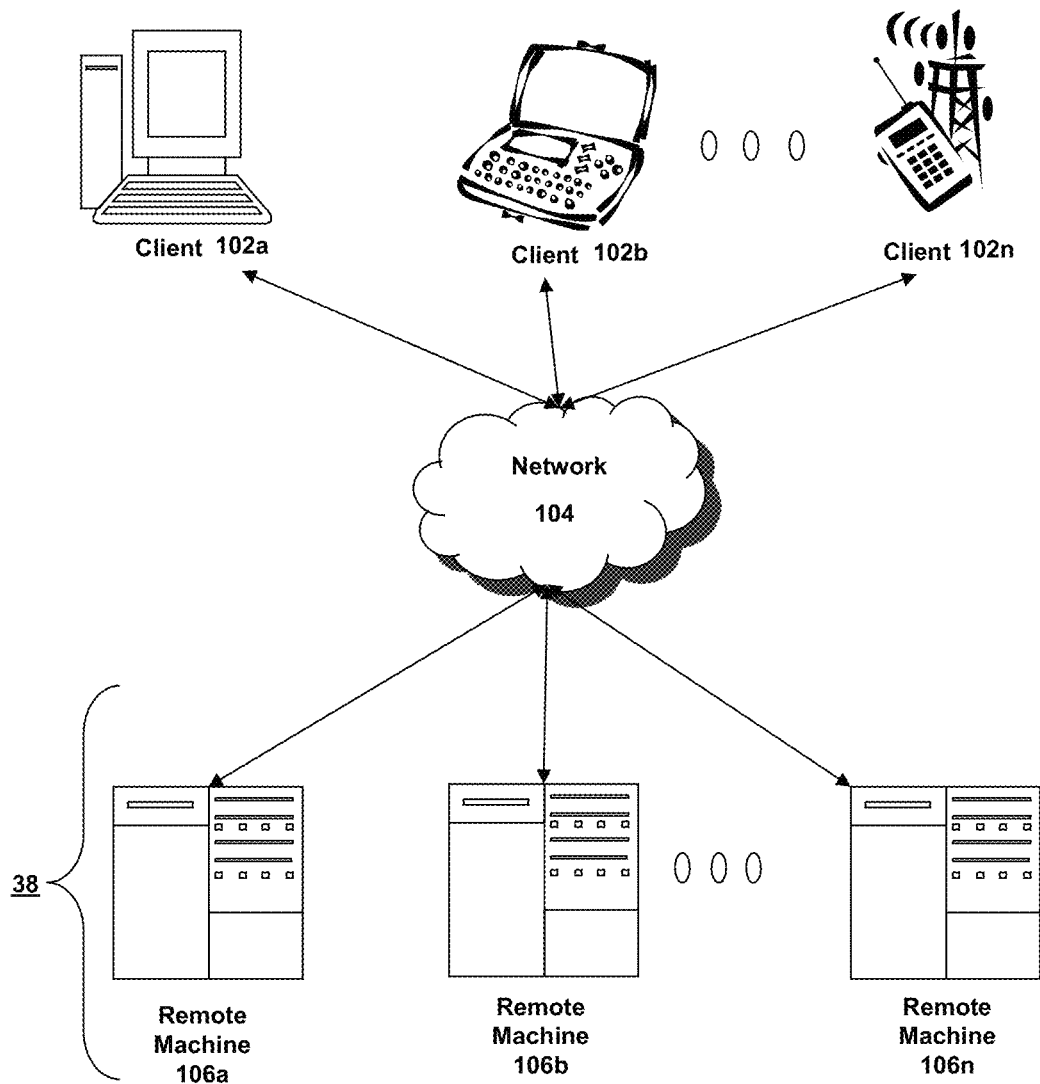 Client 102a
Client 102b
Client 102n
Network
104
38
Remote
Machine
106a
Remote
Machine
106b
Remote
Machine
106n